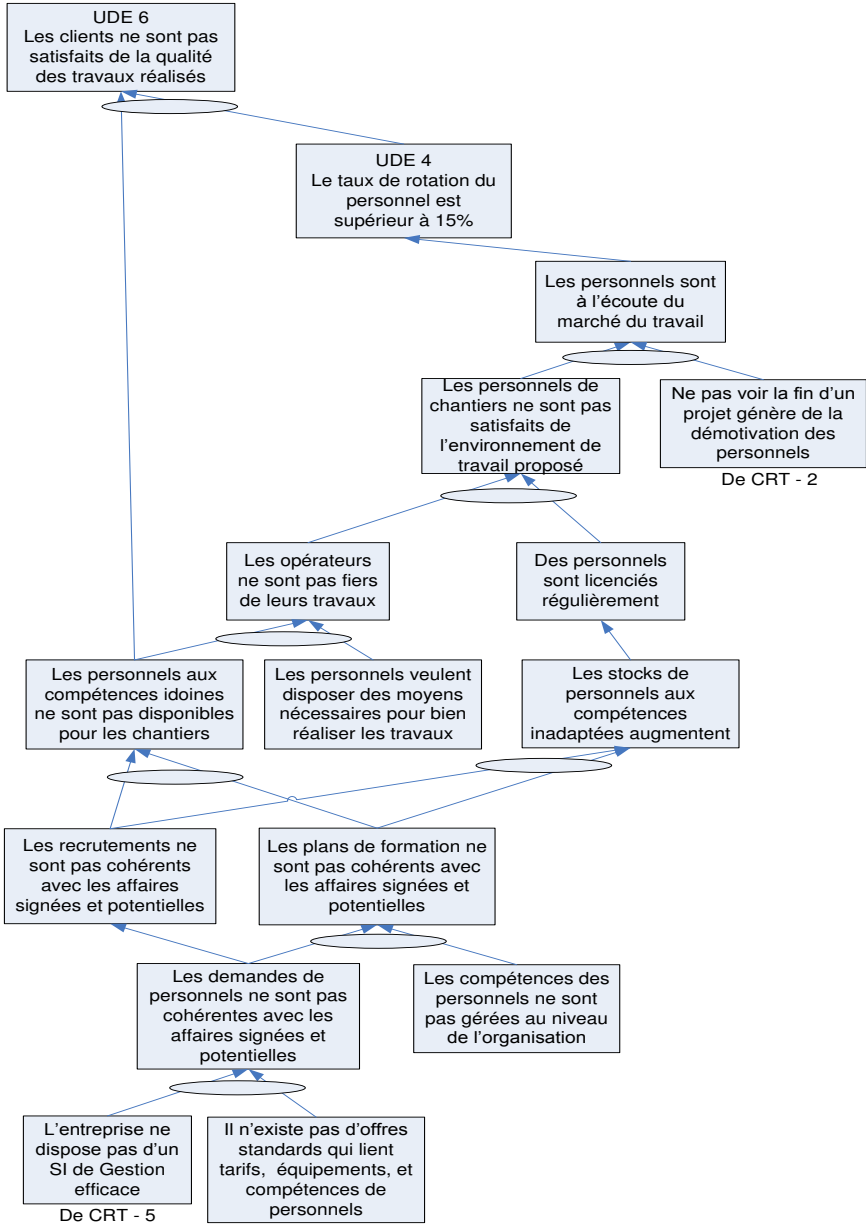 UDE 6
Les clients ne sont pas
satisfaits de la qualité
des travaux réalisés
UDE 4
Le taux de rotation du
personnel est
supérieur à 15%
Les personnels sont
à l'écoute du
marché du travail
Les personnels de
chantiers ne sont pas
satisfaits de
l'environnement de
travail proposé
Ne pas voir la fin d'un
projet génère de la
démotivation des
personnels
De CRT - 2
Les opérateurs
ne sont pas fiers
de leurs travaux
Des personnels
sont licenciés
régulièrement
Les personnels aux
compétences idoines
ne sont pas disponibles
pour les chantiers
Les personnels veulent
disposer des moyens
nécessaires pour bien
réaliser les travaux
Les stocks de
personnels aux
compétences
inadaptées augmentent
Les recrutements ne
sont pas cohérents
avec les affaires
signées et potentielles
Les plans de formation ne
sont pas cohérents avec
les affaires signées et
potentielles
Les demandes de
personnels ne sont pas
cohérentes avec les
affaires signées et
potentielles
Les compétences des
personnels ne sont
pas gérées au niveau
de l'organisation
L'entreprise ne
dispose pas d'un
SI de Gestion
efficace
De CRT - 5
Il n'existe pas d'offres
standards qui lient
tarifs, équipements, et
compétences de
personnels